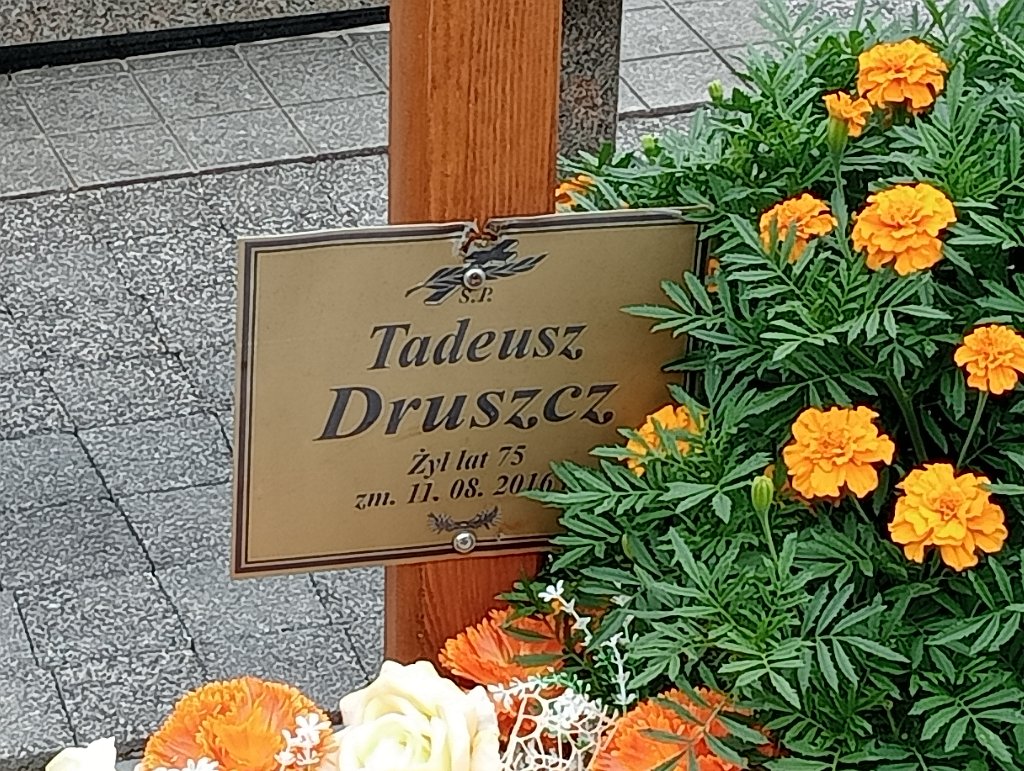 Ś.P.
Tadeusz
Druszcz
Żył lat 75
zm. 11. 08. 2016